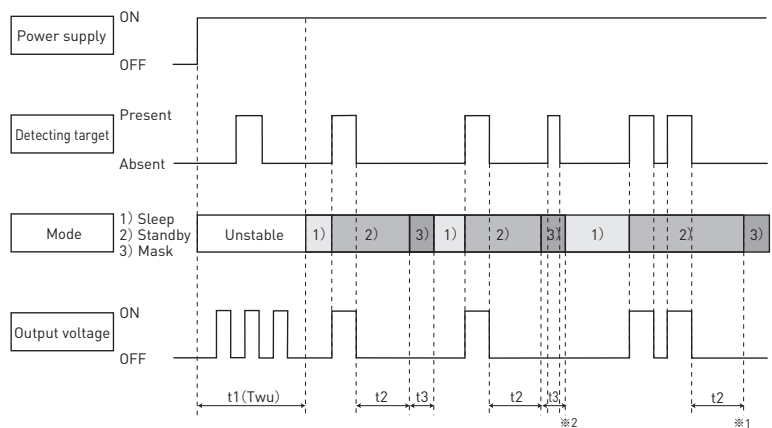 Power supply
ON
OFF
Detecting target
Present
Absent
Mode
1) Sleep
2) Standby
3) Mask
Unstable
1)
2)
3)
1)
2)
3)
1)
2)
3)
Output voltage
ON
OFF
t1(Twu)
t2
t3
t2
t3
t2
※2
※1